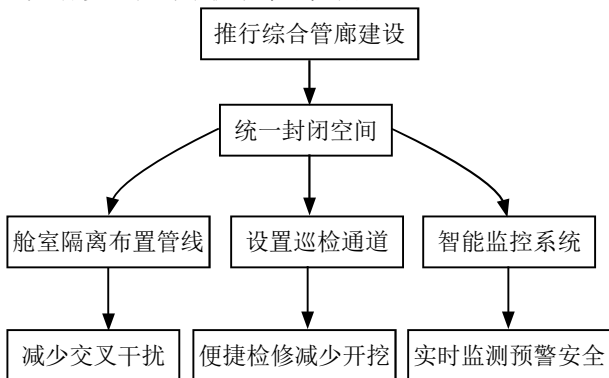 推行综合管廊建设
统一封闭空间
舱室隔离布置管线
设置巡检通道
智能监控系统
减少交叉干扰
便捷检修减少开挖
实时监测预警安全